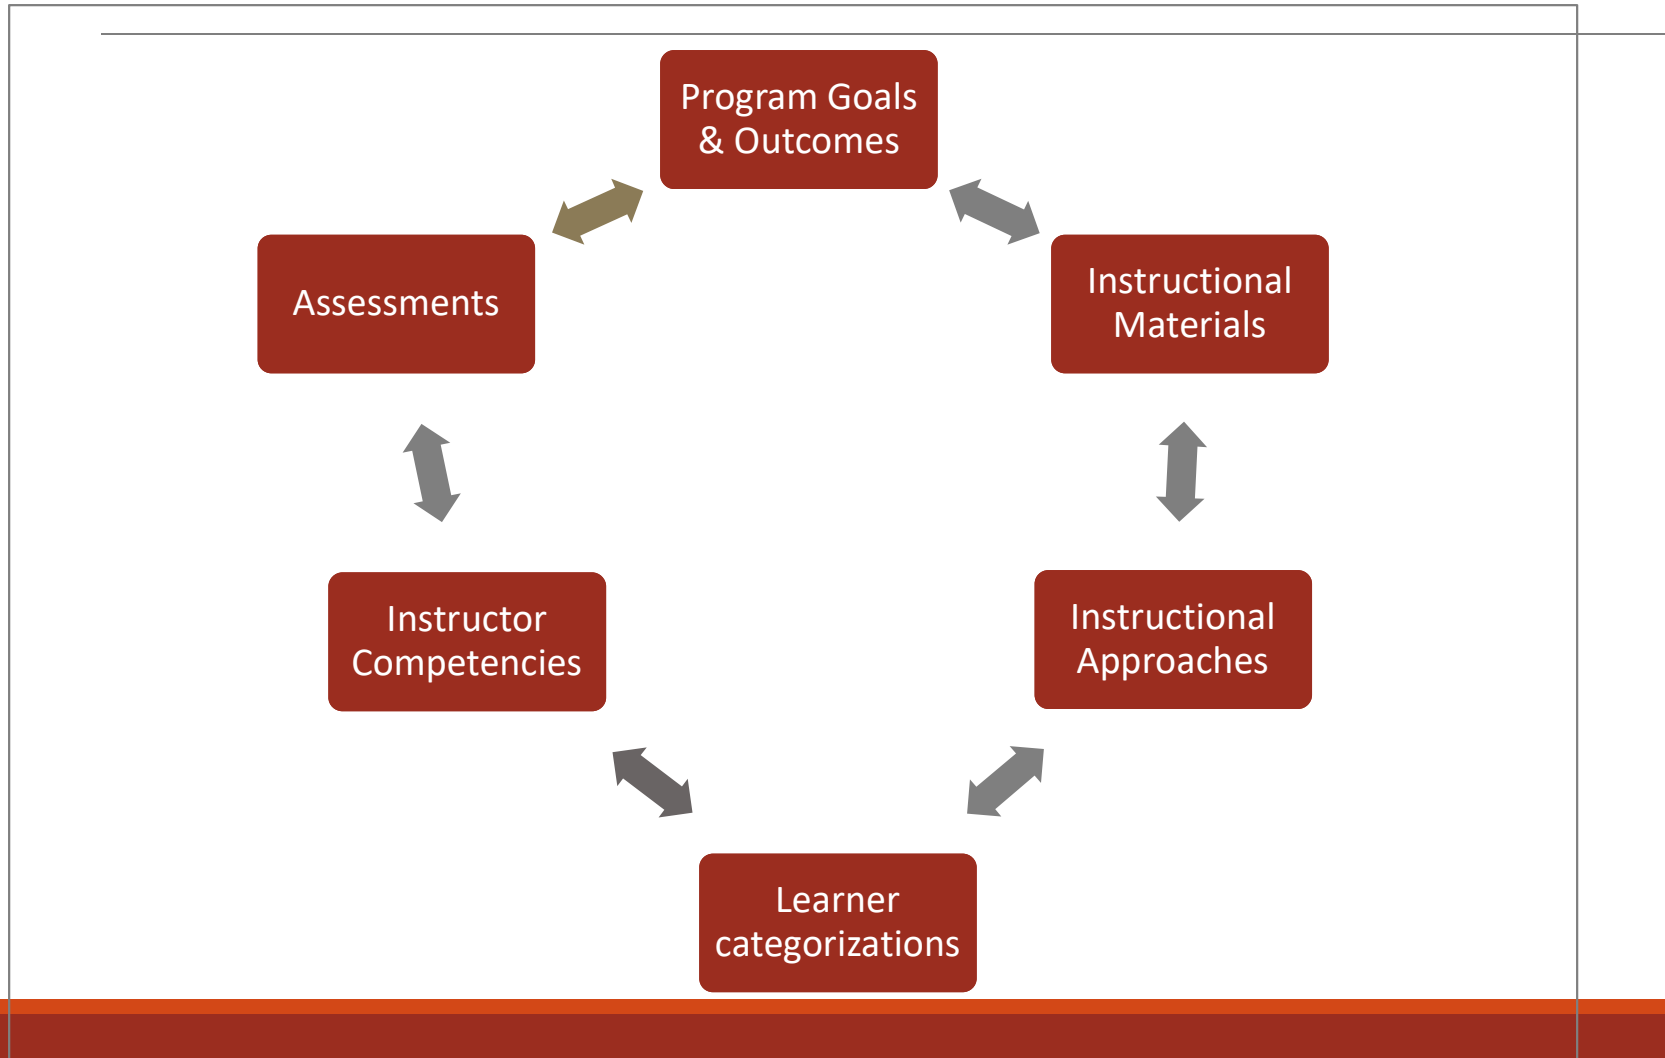 Program Goals
& Outcomes
Assessments
Instructional
Materials
Instructor
Competencies
Instructional
Approaches
Learner
categorizations